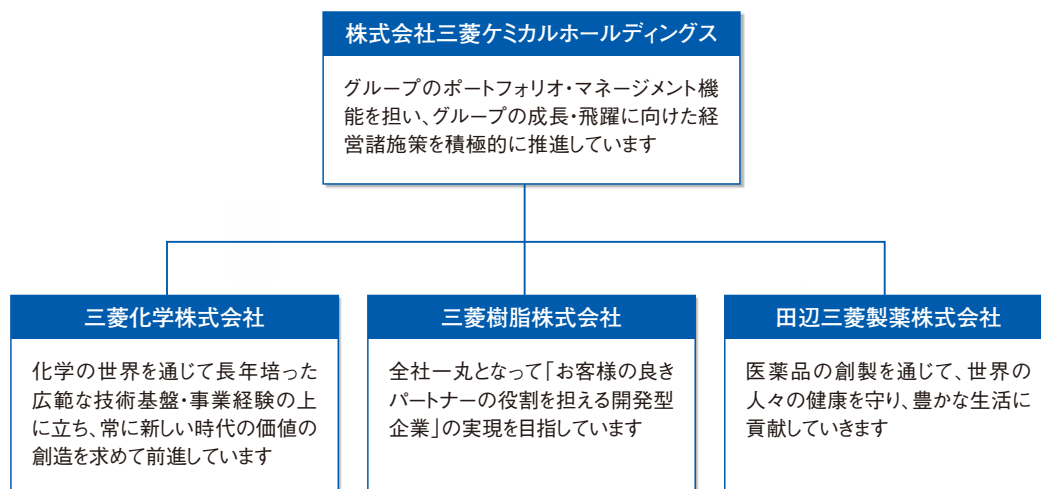 株式会社三菱ケミカルホールディングス
グループのポートフォリオ・マネージメント機
能を担い、グループの成長・飛躍に向けた経
営諸施策を積極的に推進しています
三菱化学株式会社
化学の世界を通じて長年培った
広範な技術基盤・事業経験の上
に立ち、常に新しい時代の価値の
創造を求めて前進しています
三菱樹脂株式会社
全社一丸となって「お客様の良き
パートナーの役割を担える開発型
企業」の実現を目指しています
田辺三菱製薬株式会社
医薬品の創製を通じて、世界の
人々の健康を守り、豊かな生活に
貢献していきます